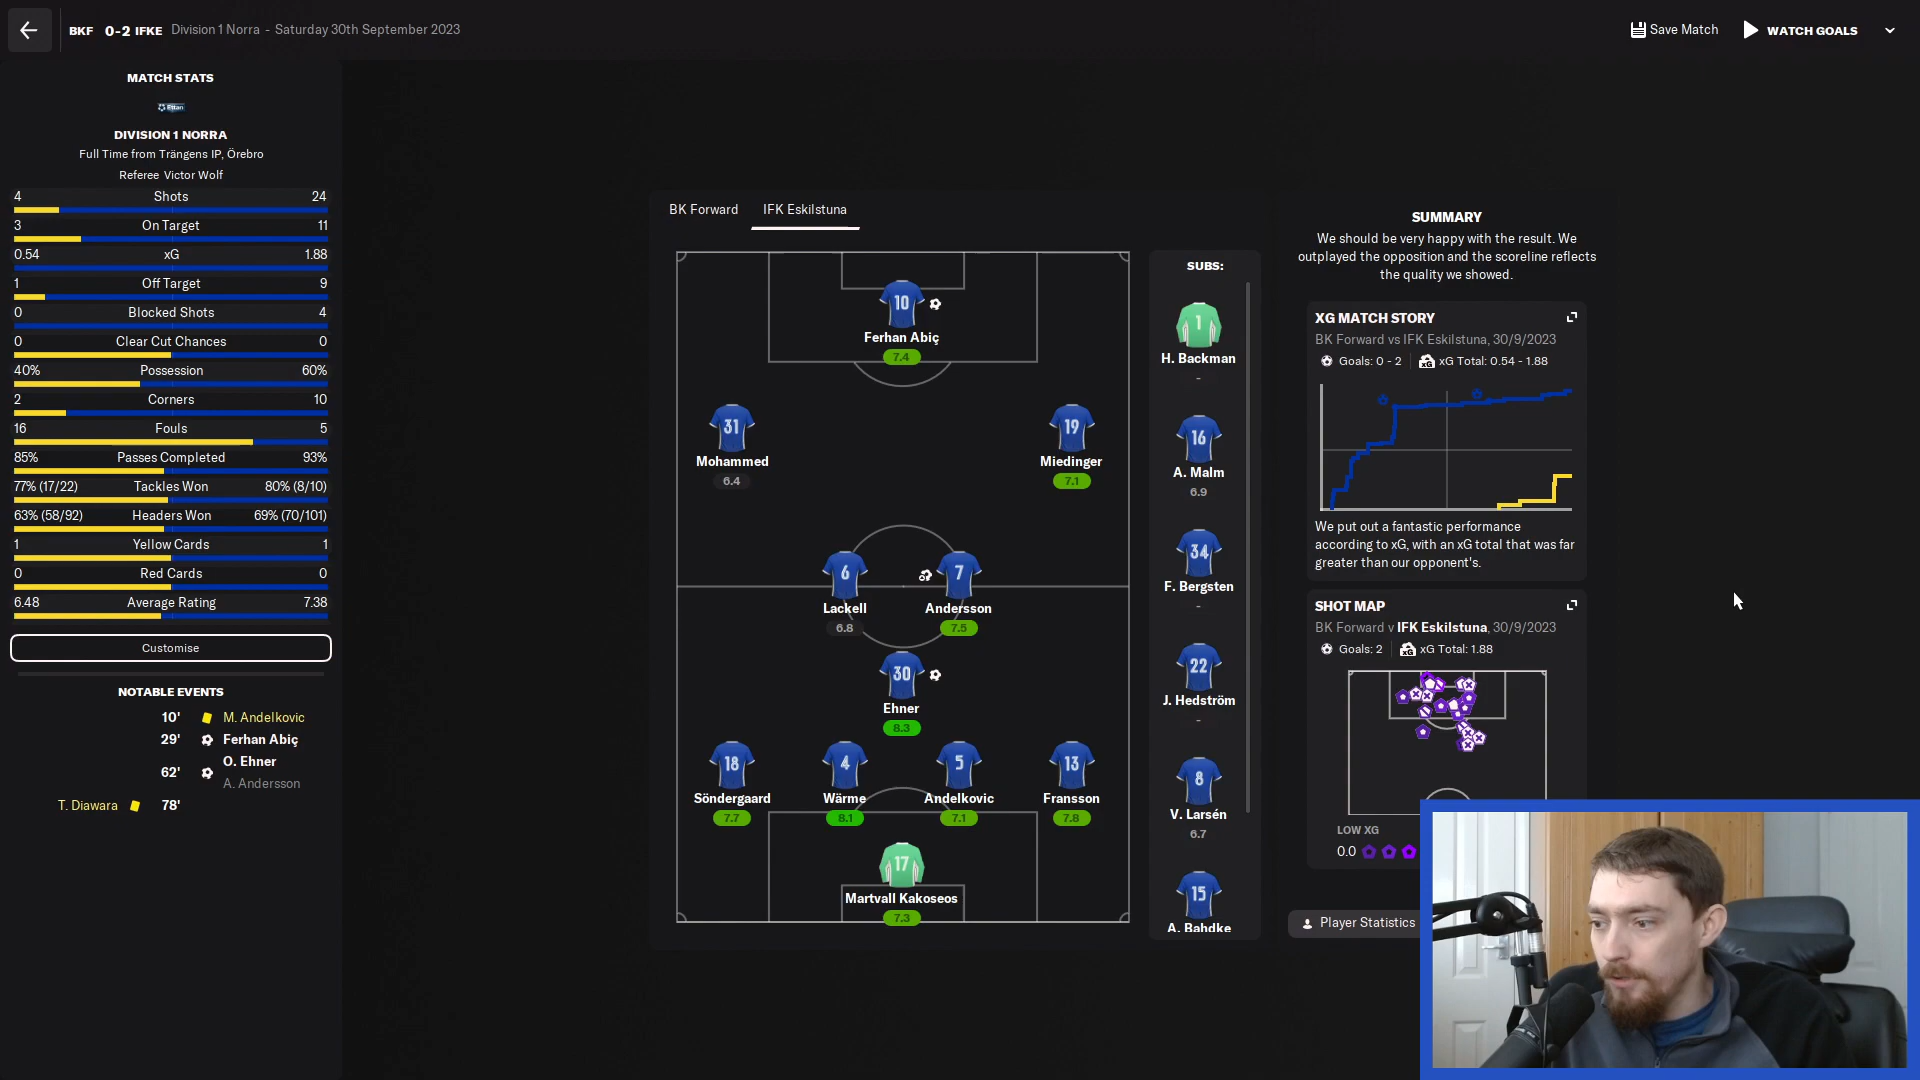 BKF 0-2 IFKE Division 1 Norra - Saturday 30th September 2023
Save Match
WATCH GOALS
MATCH STATS
Ettan
DIVISION 1 NORRA
Full Time from Trängens IP, Örebro
Referee Victor Wolf
4 Shots 24
3 On Target 11
0.54 xG 1.88
1 Off Target 9
0 Blocked Shots 4
0 Clear Cut Chances 0
40% Possession 60%
2 Corners 10
16 Fouls 5
85% Passes Completed 93%
77% (17/22) Tackles Won 80% (8/10)
63% (58/92) Headers Won 69% (70/101)
1 Yellow Cards 1
0 Red Cards 0
6.48 Average Rating 7.38
Customise
NOTABLE EVENTS
10' M. Andelkovic
29' Ferhan Abiç
62' O. Ehner
A. Andersson
T. Diawara 78'
BK Forward IFK Eskilstuna
10
Ferhan Abiç
7.4
31 19
Mohammed Miedinger
6.4 7.1
6 7
Lackell Andersson
6.8 7.5
30
Ehner
8.3
18 4 5 13
Söndergaard Wärme Andelkovic Fransson
7.7 8.1 7.1 7.8
17
Martvall Kakoseos
7.3
SUBS:
1
H. Backman
-
16
A. Malm
6.9
34
F. Bergsten
-
22
J. Hedström
-
8
V. Larsén
6.7
15
A. Bahdke
SUMMARY
We should be very happy with the result. We
outplayed the opposition and the scoreline reflects
the quality we showed.
XG MATCH STORY
BK Forward vs IFK Eskilstuna, 30/9/2023
Goals: 0 - 2 xG xG Total: 0.54 - 1.88
We put out a fantastic performance
according to xG, with an xG total that was far
greater than our opponent's.
SHOT MAP
BK Forward v IFK Eskilstuna, 30/9/2023
Goals: 2 xG xG Total: 1.88
LOW XG
0.0
Player Statistics